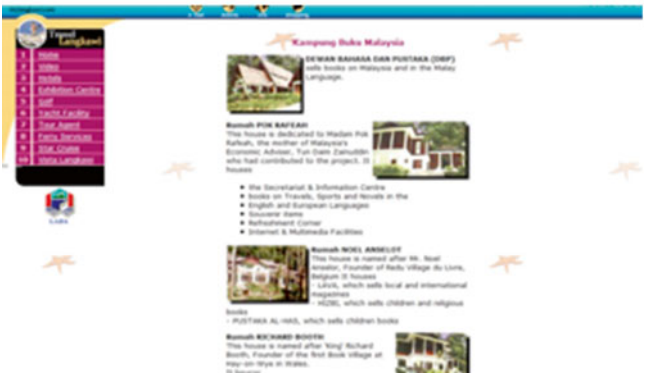 Travel
Langkawi
1 Home
2 Video
3 Hotels
4 Exhibition Centre
5 Golf
6 Yacht Facility
7 Tour Agent
8 Ferry Services
9 Star Cruise
10 Vista Langkawi
LADA
Kampung Buku Malaysia
DEWAN BAHASA DAN PUSTAKA (DBP)
sells books on Malaysia and in the Malay
Language.
Rumah POK RAFEAH
This house is dedicated to Madam Pok
Rafeah, the mother of Malaysia's
Economic Adviser, Tun Daim Zainuddin
who had contributed to the project. It
houses
the Secretariat & Information Centre
books on Travels, Sports and Novels in the
English and European Languages
Souvenir items
Refreshment Corner
Internet & Multimedia Facilities
Rumah NOEL ANSELOT
This house is named after Mr. Noel
Anselot, Founder of Redu Village du Livre,
Belgium It houses
which sells local and international
magazines
which sells children and religious
books
- PUSTAKA AL-HAS, which sells children books
Rumah RICHARD BOOTH
This house is named after 'King' Richard
Booth, Founder of the first Book Village at
Hay-on-Wye in Wales.